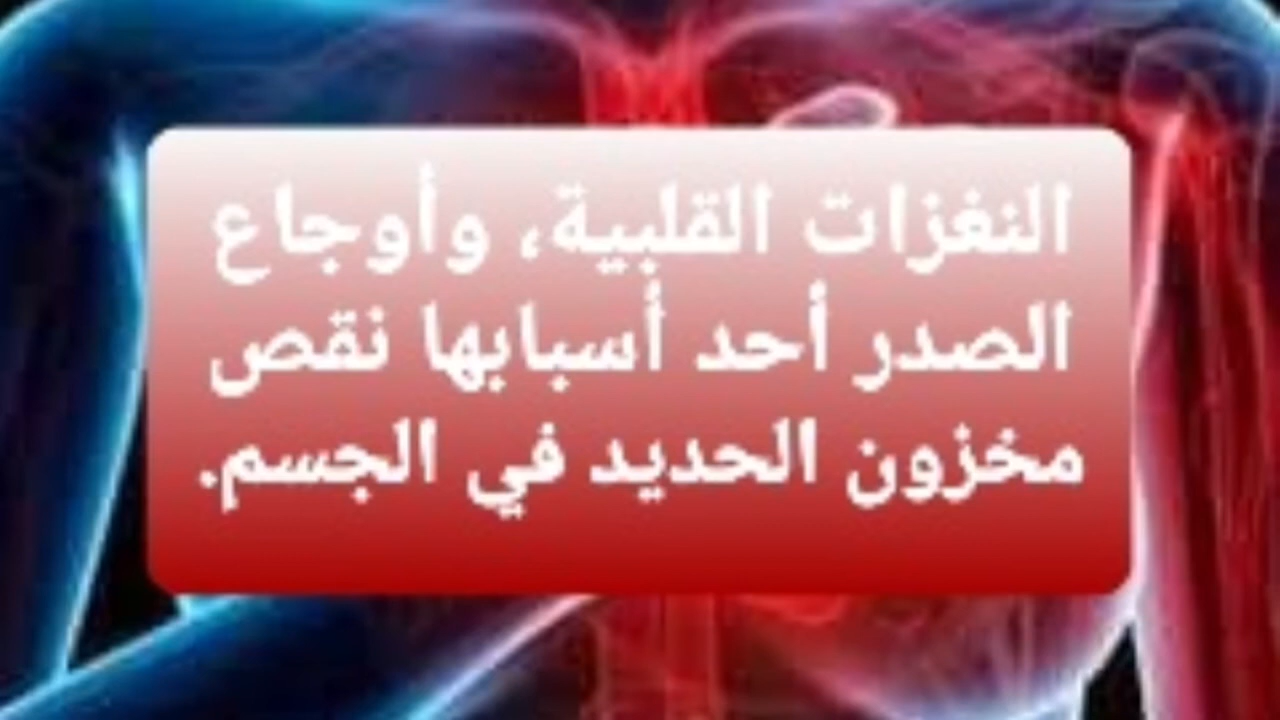 النغزات القلبية، وأوجاع
الصدر أحد أسبابها نقص
مخزون الحديد في الجسم.